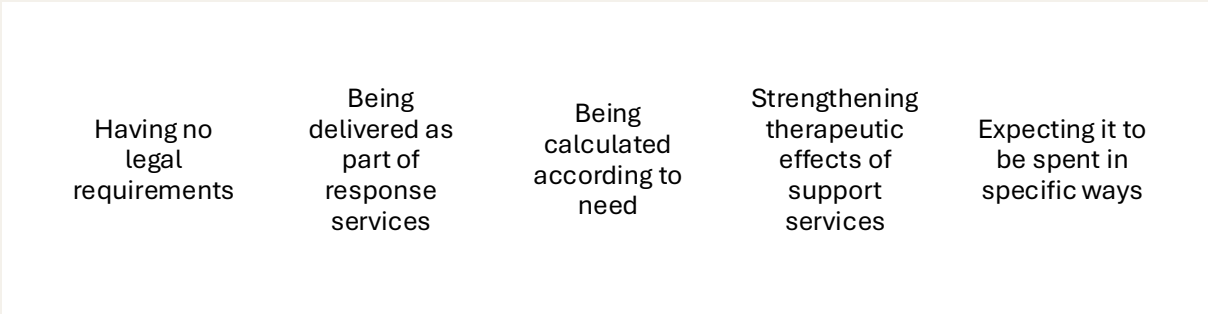 Having no
legal
requirements
Being
delivered as
part of
response
services
Being
calculated
according to
need
Strengthening
therapeutic
effects of
support
services
Expecting it to
be spent in
specific ways